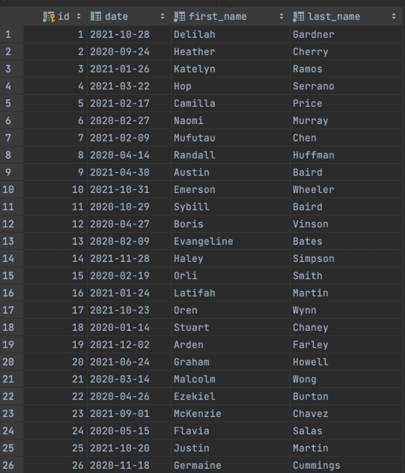 id date first_name last_name
1 1 2021-10-28 Delilah Gardner
2 2 2020-09-24 Heather Cherry
3 3 2021-01-26 Katelyn Ramos
4 4 2021-03-22 Hop Serrano
5 5 2021-02-17 Camilla Price
6 6 2020-02-27 Naomi Murray
7 7 2021-02-09 Mufutau Chen
8 8 2020-04-14 Randall Huffman
9 9 2021-04-30 Austin Baird
10 10 2021-10-31 Emerson Wheeler
11 11 2020-10-29 Sybill Baird
12 12 2020-04-27 Boris Vinson
13 13 2020-02-09 Evangeline Bates
14 14 2021-11-28 Haley Simpson
15 15 2020-02-19 Orli Smith
16 16 2021-01-24 Latifah Martin
17 17 2021-10-23 Oren Wynn
18 18 2020-01-14 Stuart Chaney
19 19 2021-12-02 Arden Farley
20 20 2021-06-24 Graham Howell
21 21 2020-03-14 Malcolm Wong
22 22 2020-04-26 Ezekiel Burton
23 23 2021-09-01 McKenzie Chavez
24 24 2020-05-15 Flavia Salas
25 25 2021-10-20 Justin Martin
26 26 2020-11-18 Germaine Cummings